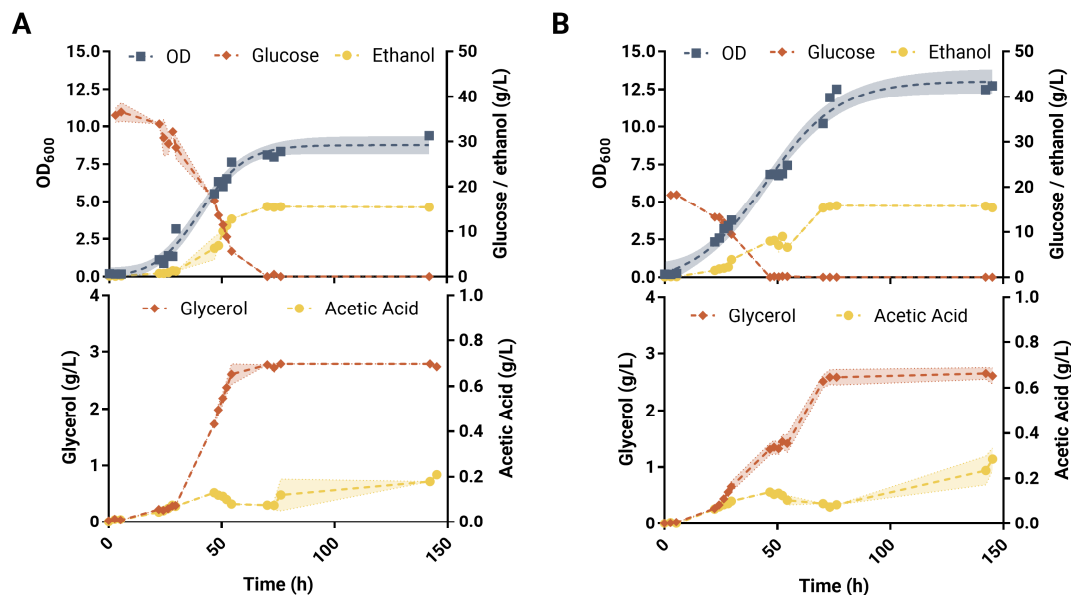 A
OD Glucose Ethanol
15.0
12.5
10.0
7.5
5.0
2.5
0.0
OD600
50
40
30
20
10
0
Glucose / ethanol (g/L)
Glycerol Acetic Acid
4
3
2
1
0
Glycerol (g/L)
1.0
0.8
0.6
0.4
0.2
0.0
Acetic Acid (g/L)
0 50 100 150
Time (h)
B
OD Glucose Ethanol
15.0
12.5
10.0
7.5
5.0
2.5
0.0
OD600
50
40
30
20
10
0
Glucose / ethanol (g/L)
Glycerol Acetic Acid
4
3
2
1
0
Glycerol (g/L)
1.0
0.8
0.6
0.4
0.2
0.0
Acetic Acid (g/L)
0 50 100 150
Time (h)